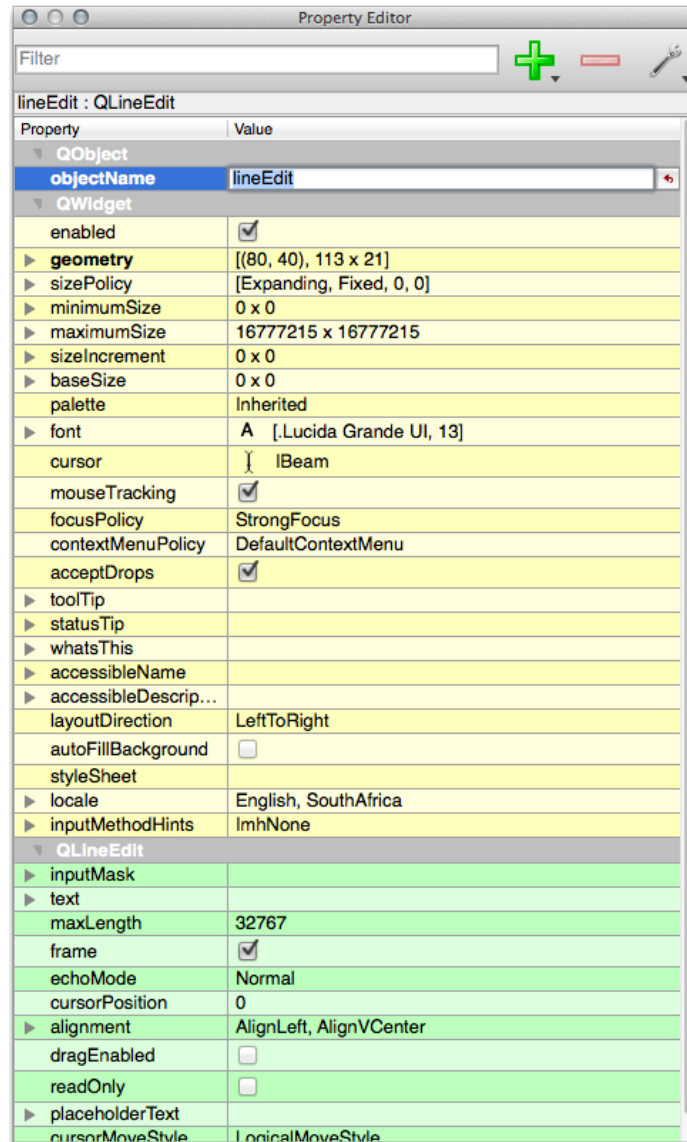 Property Editor
Filter
lineEdit : QLineEdit
Property Value
QObject
objectName lineEdit
QWidget
enabled
geometry [(80, 40), 113 x 21]
sizePolicy [Expanding, Fixed, 0, 0]
minimumSize 0 x 0
maximumSize 16777215 x 16777215
sizeIncrement 0 x 0
baseSize 0 x 0
palette Inherited
font A [.Lucida Grande UI, 13]
cursor IBeam
mouseTracking
focusPolicy StrongFocus
contextMenuPolicy DefaultContextMenu
acceptDrops
toolTip
statusTip
whatsThis
accessibleName
accessibleDescrip...
layoutDirection LeftToRight
autoFillBackground
styleSheet
locale English, SouthAfrica
inputMethodHints ImhNone
QLineEdit
inputMask
text
maxLength 32767
frame
echoMode Normal
cursorPosition 0
alignment AlignLeft, AlignVCenter
dragEnabled
readOnly
placeholderText
cursorMoveStyle LogicalMoveStyle